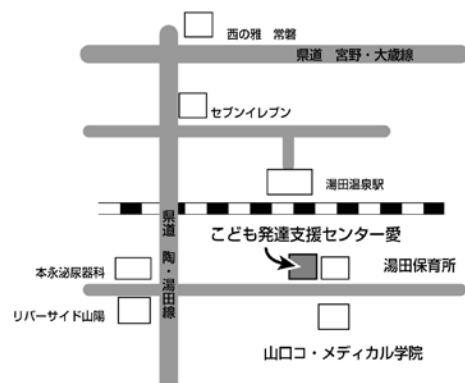 西の雅 常磐
県道 宮野・大歳線
セブンイレブン
湯田温泉駅
県道 陶・湯田線
こども発達支援センター愛
本永泌尿器科
湯田保育所
リバーサイド山陽
山口コ・メディカル学院